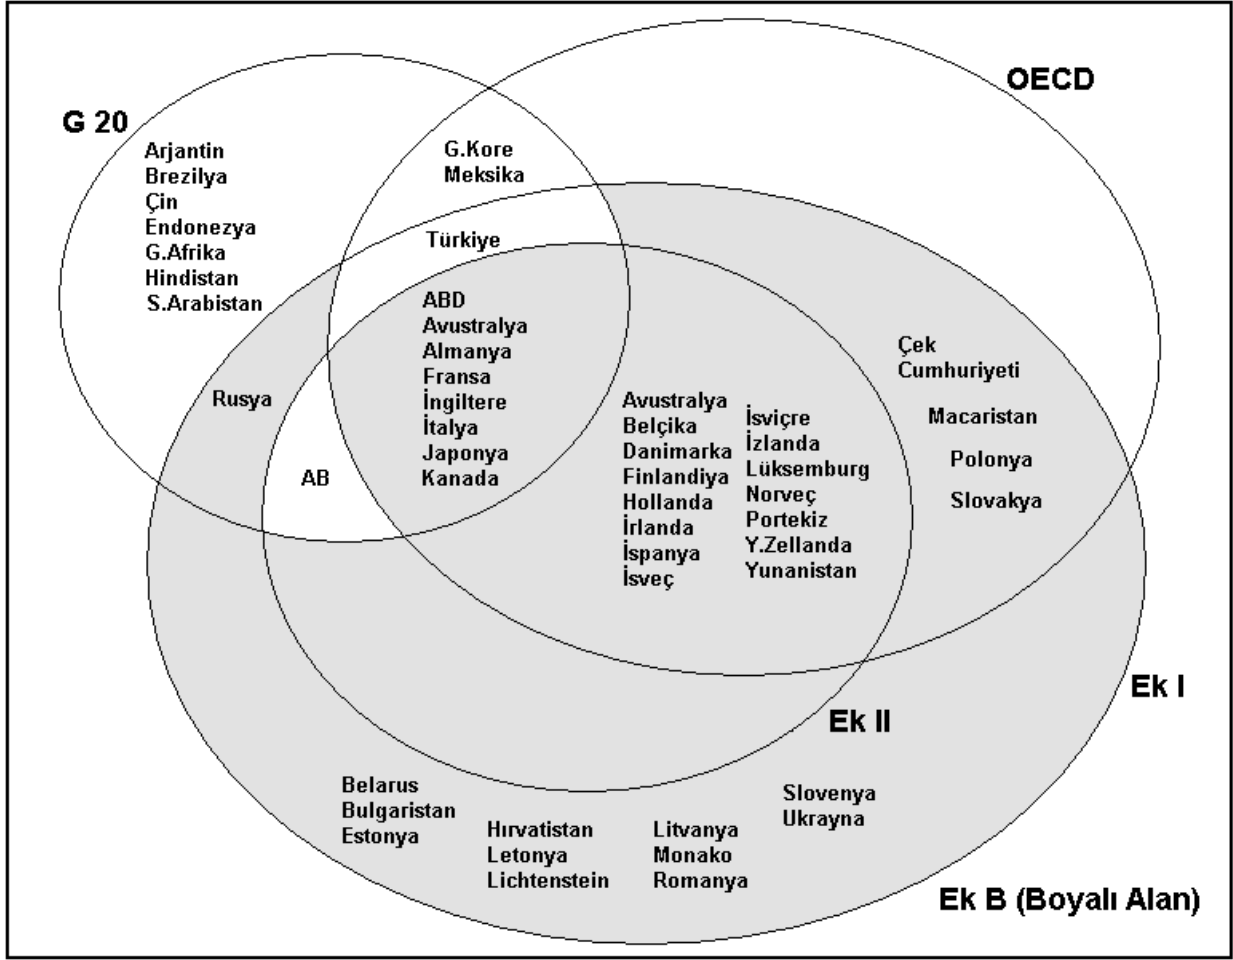 G 20
OECD
Arjantin
Brezilya
Çin
Endonezya
G.Afrika
Hindistan
S.Arabistan
G.Kore
Meksika
Türkiye
ABD
Avustralya
Almanya
Fransa
İngiltere
İtalya
Japonya
Kanada
Rusya
AB
Avustralya
Belçika
Danimarka
Finlandiya
Hollanda
İrlanda
İspanya
İsveç
İsviçre
İzlanda
Lüksemburg
Norveç
Portekiz
Y.Zellanda
Yunanistan
Çek
Cumhuriyeti
Macaristan
Polonya
Slovakya
Ek I
Ek II
Belarus
Bulgaristan
Estonya
Hırvatistan
Letonya
Lichtenstein
Litvanya
Monako
Romanya
Slovenya
Ukrayna
Ek B (Boyalı Alan)